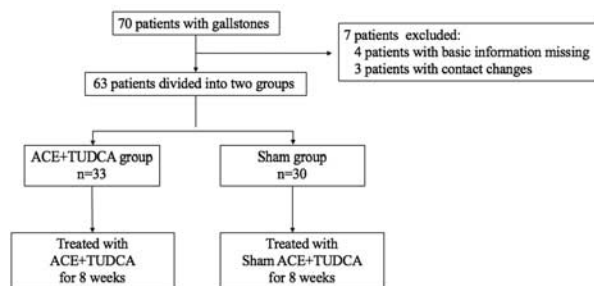 70 patients with gallstones
7 patients excluded:
4 patients with basic information missing
3 patients with contact changes
63 patients divided into two groups
ACE+TUDCA group
n=33
Sham group
n=30
Treated with
ACE+TUDCA
for 8 weeks
Treated with
Sham ACE+TUDCA
for 8 weeks